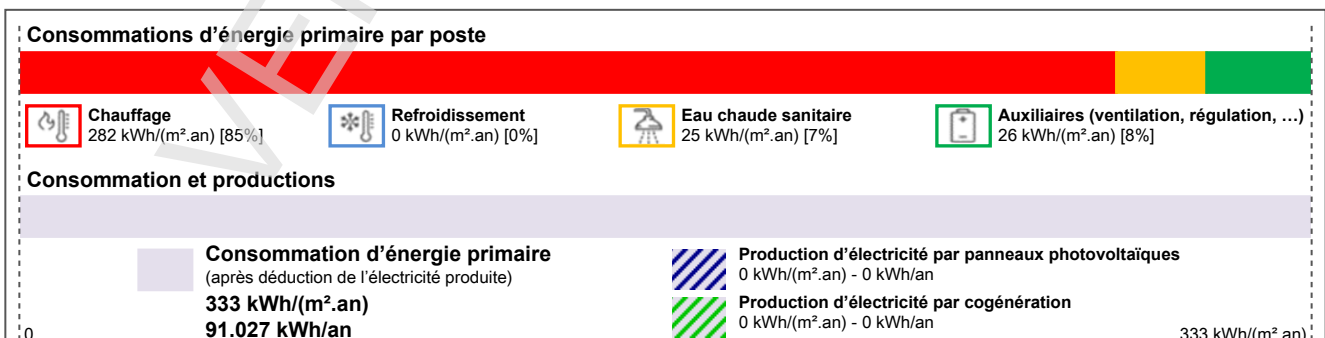 Consommations d'énergie primaire par poste
Chauffage
282 kWh/(m².an) [85%]
Refroidissement
0 kWh/(m².an) [0%]
Eau chaude sanitaire
25 kWh/(m².an) [7%]
Auxiliaires (ventilation, régulation, …)
26 kWh/(m².an) [8%]
Consommation et productions
Consommation d'énergie primaire
(après déduction de l'électricité produite)
333 kWh/(m².an)
91.027 kWh/an
Production d'électricité par panneaux photovoltaïques
0 kWh/(m².an) - 0 kWh/an
Production d'électricité par cogénération
0 kWh/(m².an) - 0 kWh/an
0
333 kWh/(m².an)